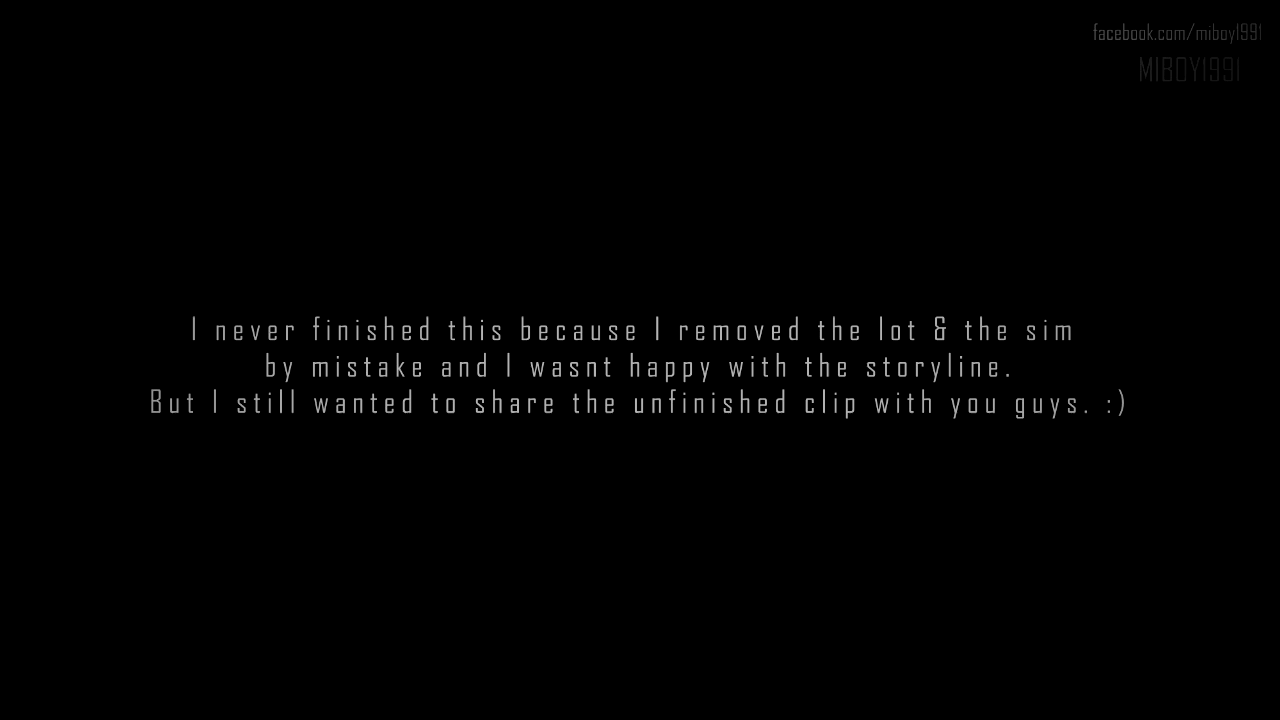 facebook.com/miboy1991
MIBOY1991
I never finished this because I removed the lot & the sim
by mistake and I wasnt happy with the storyline.
But I still wanted to share the unfinished clip with you guys. :)